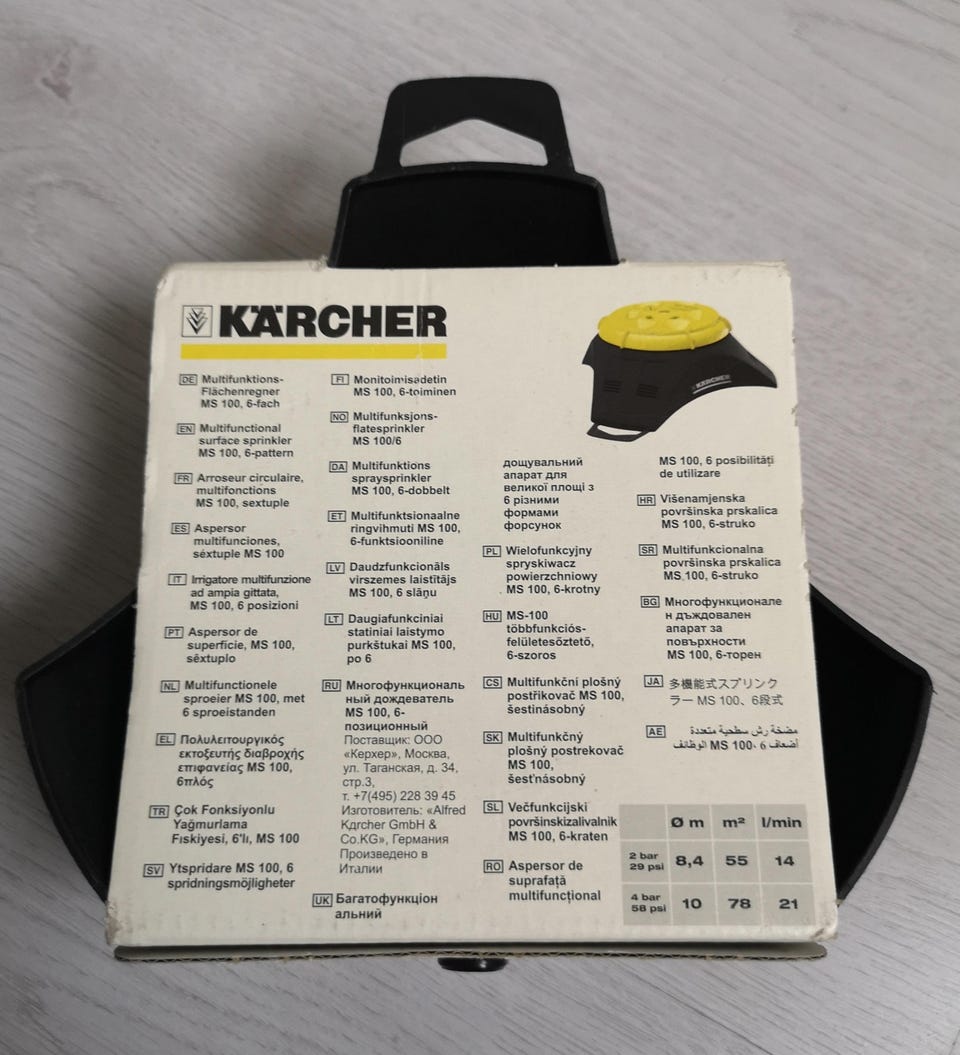 KÄRCHER
DE Multifunktions-
Flächenregner
MS 100, 6-fach
EN Multifunctional
surface sprinkler
MS 100, 6-pattern
FR Arroseur circulaire,
multifonctions
MS 100, sextuple
ES Aspersor
multifunciones,
séxtuple MS 100
IT Irrigatore multifunzione
ad ampia gittata,
MS 100, 6 posizioni
PT Aspersor de
superfície, MS 100,
sêxtuplo
NL Multifunctionele
sproeier MS 100, met
6 sproeistanden
EL Πολυλειτουργικός
εκτοξευτής διαβροχής
επιφανείας MS 100,
6πλός
TR Çok Fonksiyonlu
Yağmurlama
Fıskiyesi, 6'lı, MS 100
SV Ytspridare MS 100, 6
spridningsmöjligheter
FI Monitoimisadetin
MS 100, 6-toiminen
NO Multifunksjons-
flatesprinkler
MS 100/6
DA Multifunktions
spraysprinkler
MS 100, 6-dobbelt
ET Multifunktsionaalne
ringvihmuti MS 100,
6-funktsiooniline
LV Daudzfunkcionāls
virszemes laistītājs
MS 100, 6 slāņu
LT Daugiafunkciniai
statiniai laistymo
purkštukai MS 100,
po 6
RU Многофункциональ
ный дождеватель
MS 100, 6-
позиционный
Поставщик: ООО
«Керхер», Москва,
ул. Таганская, д. 34,
стр.3,
т. +7(495) 228 39 45
Изготовитель: «Alfred
Kдrcher GmbH &
Co.KG», Германия
Произведено в
Италии
UK Багатофункціон
альний
дощувальний
апарат для
великої площі з
6 різними
формами
форсунок
PL Wielofunkcyjny
spryskiwacz
powierzchniowy
MS 100, 6-krotny
HU MS-100
többfunkciós-
felületesöztető,
6-szoros
CS Multifunkční plošný
postřikovač MS 100,
šestinásobný
SK Multifunkčný
plošný postrekovač
MS 100,
šesťnásobný
SL Večfunkcijski
površinskizalivalnik
MS 100, 6-kraten
RO Aspersor de
suprafață
multifuncțional
KÄRCHER
MS 100, 6 posibilități
de utilizare
HR Višenamjenska
površinska prskalica
MS 100, 6-struko
SR Multifunkcionalna
površinska prskalica
MS 100, 6-struko
BG Многофункционале
н дъждовален
апарат за
повърхности
MS 100, 6-торен
JA 多機能式スプリンク
ラー MS 100、6段式
AE مضخة رش سطحية متعددة
الوظائف MS 100، 6 أضعاف
Ø m m² l/min
2 bar
29 psi 8,4 55 14
4 bar
58 psi 10 78 21